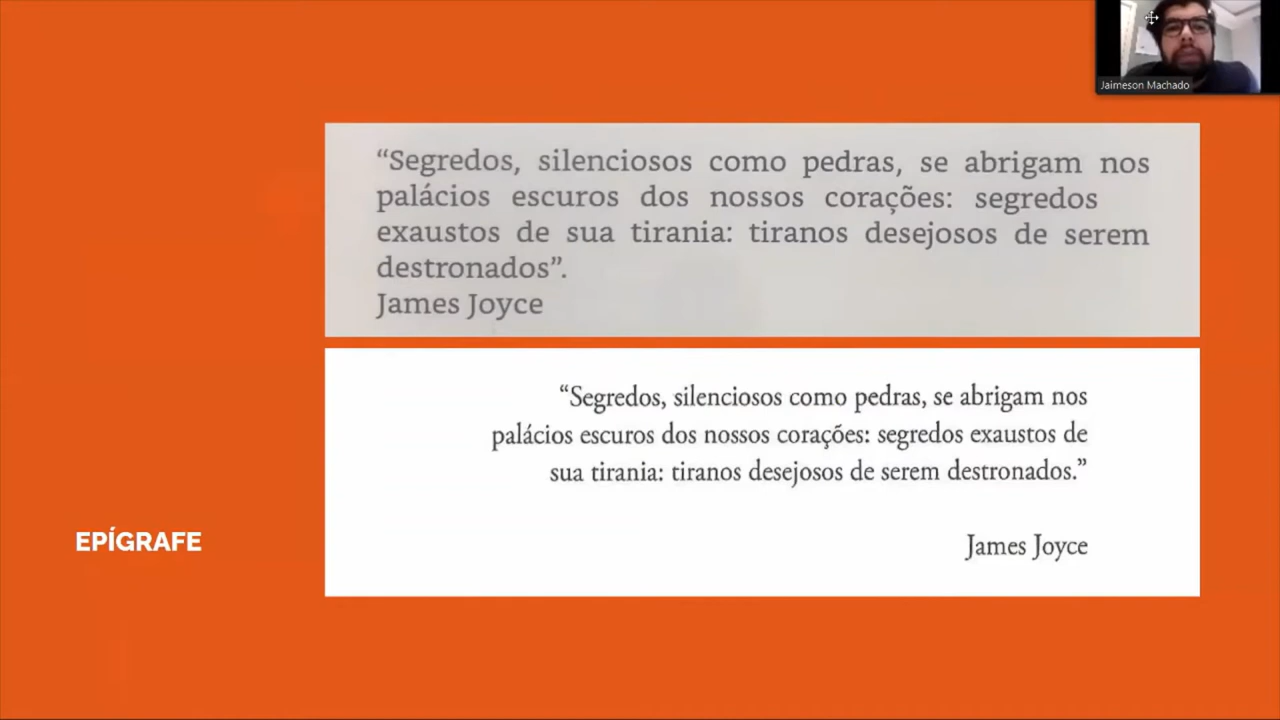 Jaimeson Machado
“Segredos, silenciosos como pedras, se abrigam nos
palácios escuros dos nossos corações: segredos
exaustos de sua tirania: tiranos desejosos de serem
destronados”.
James Joyce
“Segredos, silenciosos como pedras, se abrigam nos
palácios escuros dos nossos corações: segredos exaustos de
sua tirania: tiranos desejosos de serem destronados.”
James Joyce
EPÍGRAFE